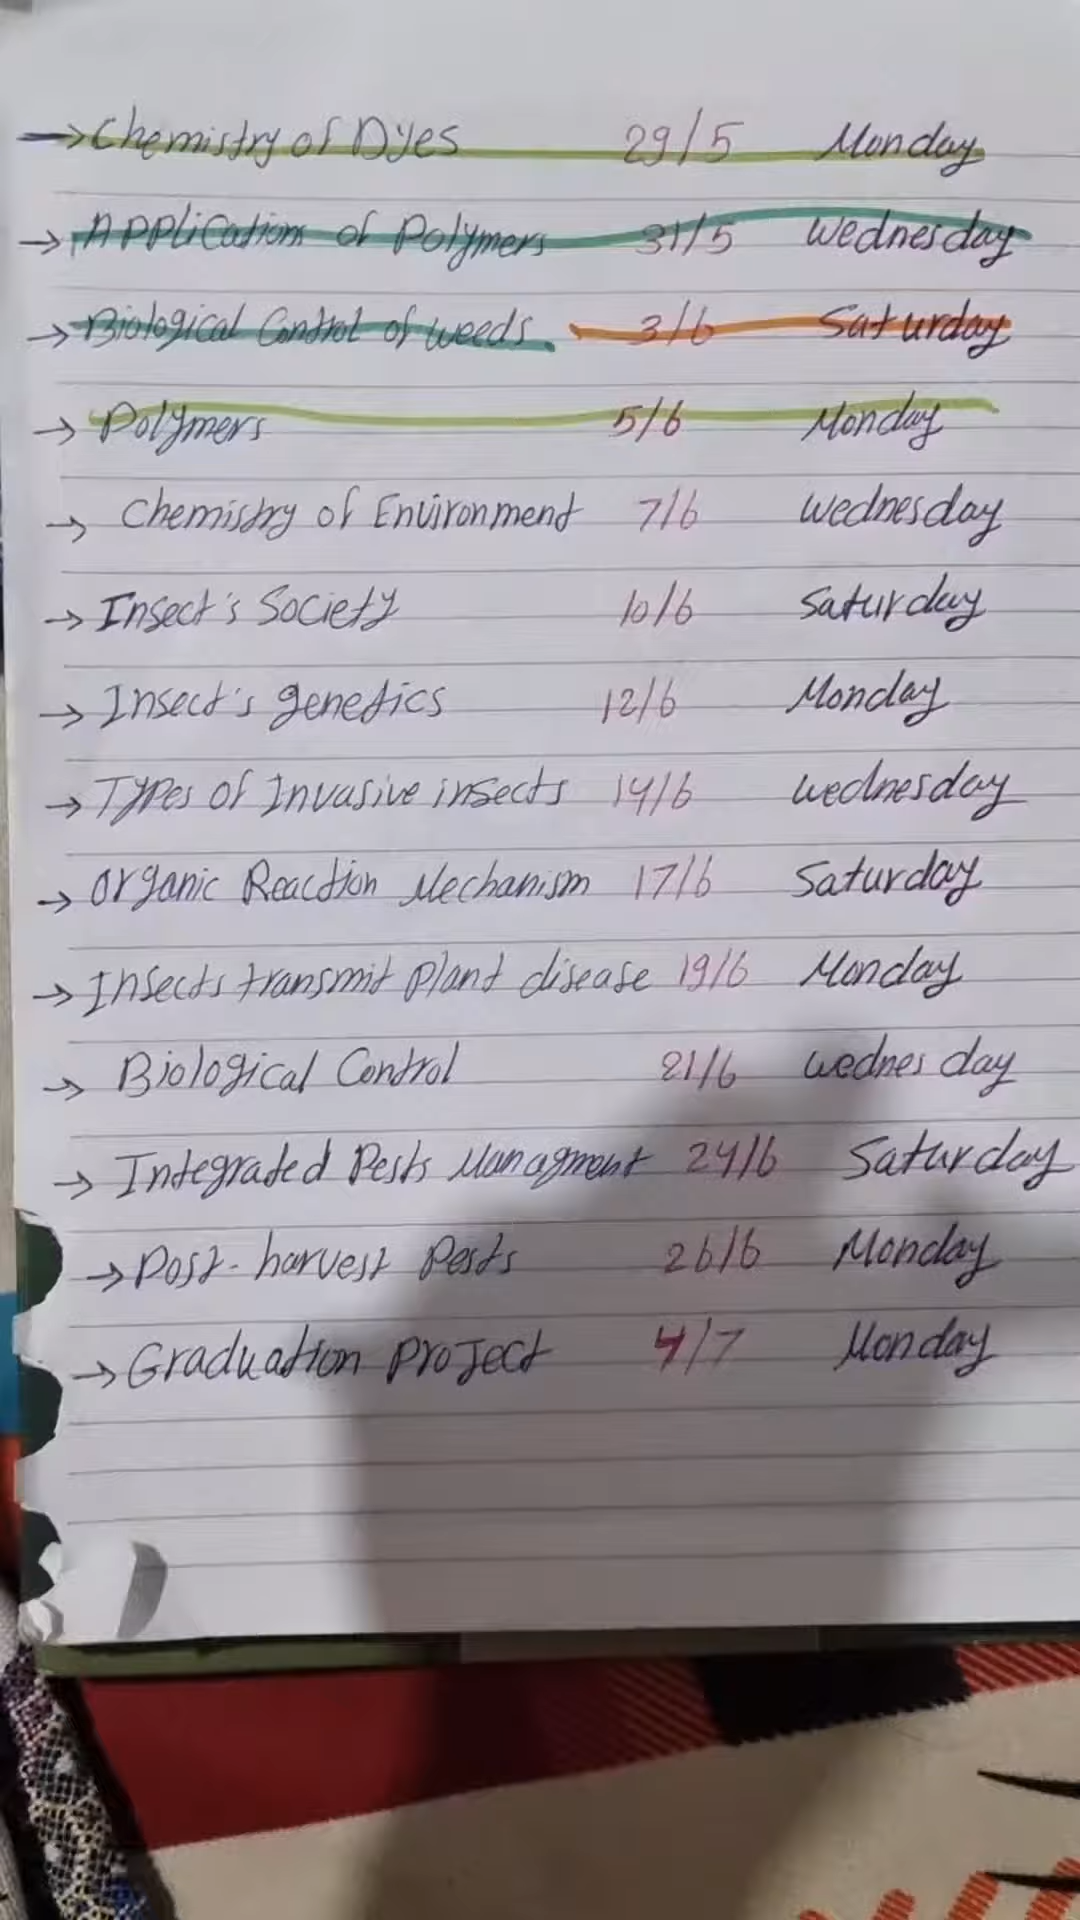 → Chemistry of Dyes 29/5 Monday
→ Applications of Polymers 31/5 Wednesday
→ Biological Control of weeds 3/6 Saturday
→ Polymers 5/6 Monday
→ Chemistry of Environment 7/6 Wednesday
→ Insect's Society 10/6 Saturday
→ Insect's genetics 12/6 Monday
→ Types of Invasive insects 14/6 Wednesday
→ Organic Reaction Mechanism 17/6 Saturday
→ Insects transmit plant disease 19/6 Monday
→ Biological Control 21/6 Wednesday
→ Integrated Pests Managment 24/6 Saturday
→ Post-harvest Pests 26/6 Monday
→ Graduation Project 4/7 Monday